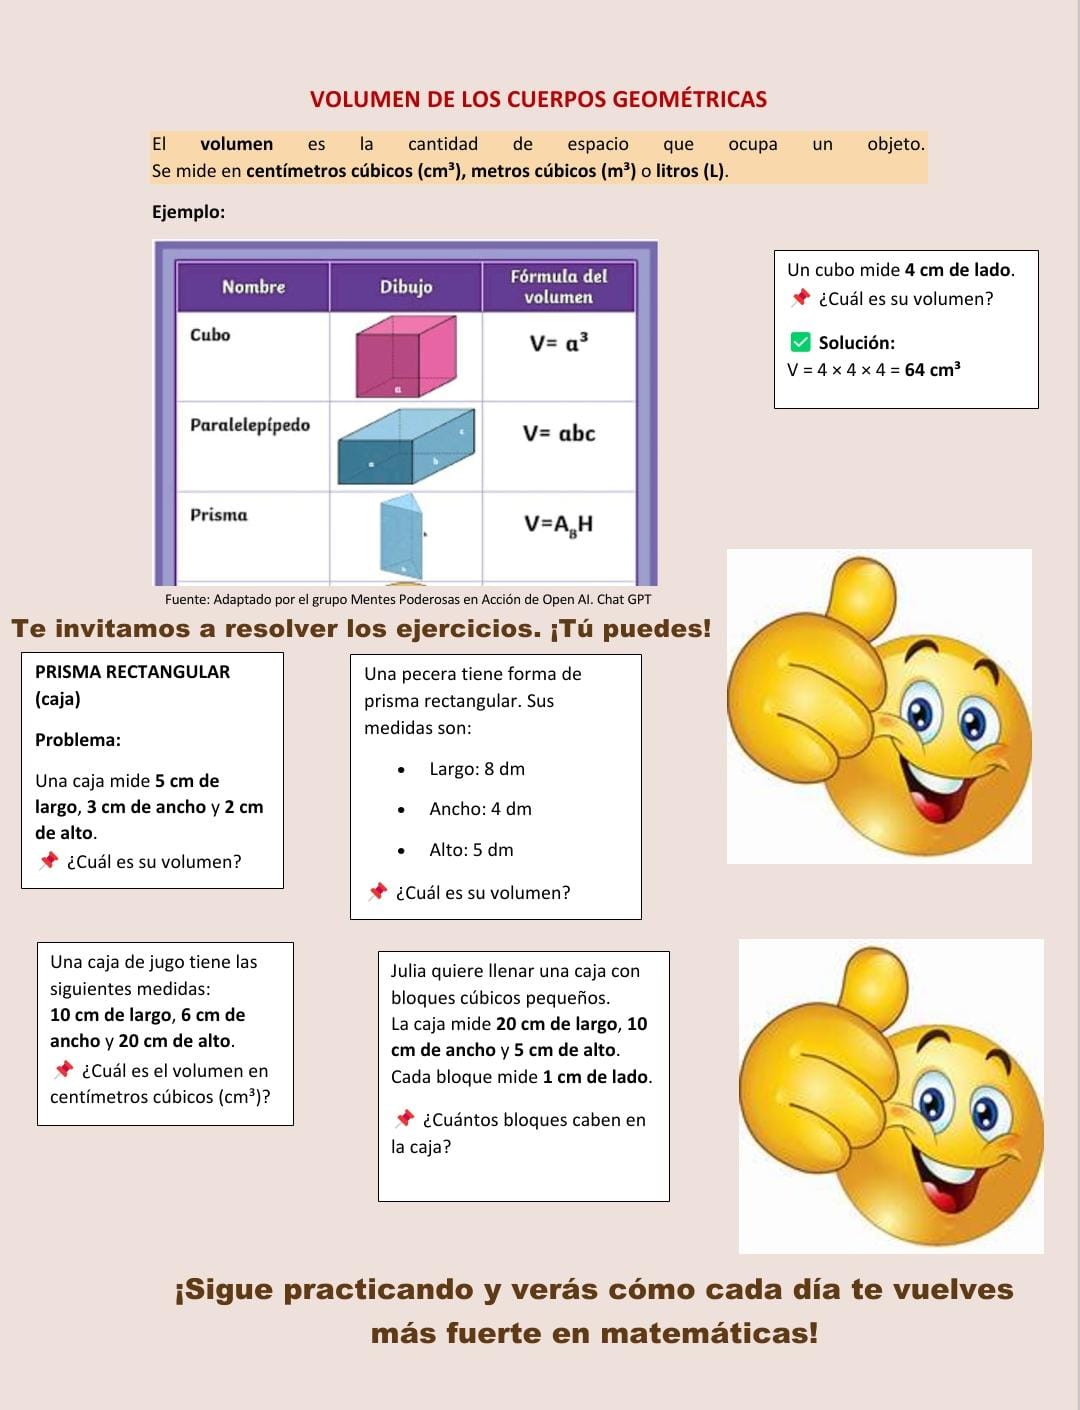 VOLUMEN DE LOS CUERPOS GEOMÉTRICAS
El volumen es la cantidad de espacio que ocupa un objeto.
Se mide en centímetros cúbicos (cm³), metros cúbicos (m³) o litros (L).
Ejemplo:
Nombre
Dibujo
Fórmula del
volumen
Cubo
a
V= a³
Paralelepípedo
a
b
c
V= abc
Prisma
V=A_BH
Fuente: Adaptado por el grupo Mentes Poderosas en Acción de Open AI. Chat GPT
Un cubo mide 4 cm de lado.
📌 ¿Cuál es su volumen?
✅ Solución:
V = 4 × 4 × 4 = 64 cm³
Te invitamos a resolver los ejercicios. ¡Tú puedes!
PRISMA RECTANGULAR
(caja)
Problema:
Una caja mide 5 cm de
largo, 3 cm de ancho y 2 cm
de alto.
📌 ¿Cuál es su volumen?
Una pecera tiene forma de
prisma rectangular. Sus
medidas son:
• Largo: 8 dm
• Ancho: 4 dm
• Alto: 5 dm
📌 ¿Cuál es su volumen?
Una caja de jugo tiene las
siguientes medidas:
10 cm de largo, 6 cm de
ancho y 20 cm de alto.
📌 ¿Cuál es el volumen en
centímetros cúbicos (cm³)?
Julia quiere llenar una caja con
bloques cúbicos pequeños.
La caja mide 20 cm de largo, 10
cm de ancho y 5 cm de alto.
Cada bloque mide 1 cm de lado.
📌 ¿Cuántos bloques caben en
la caja?
¡Sigue practicando y verás cómo cada día te vuelves
más fuerte en matemáticas!